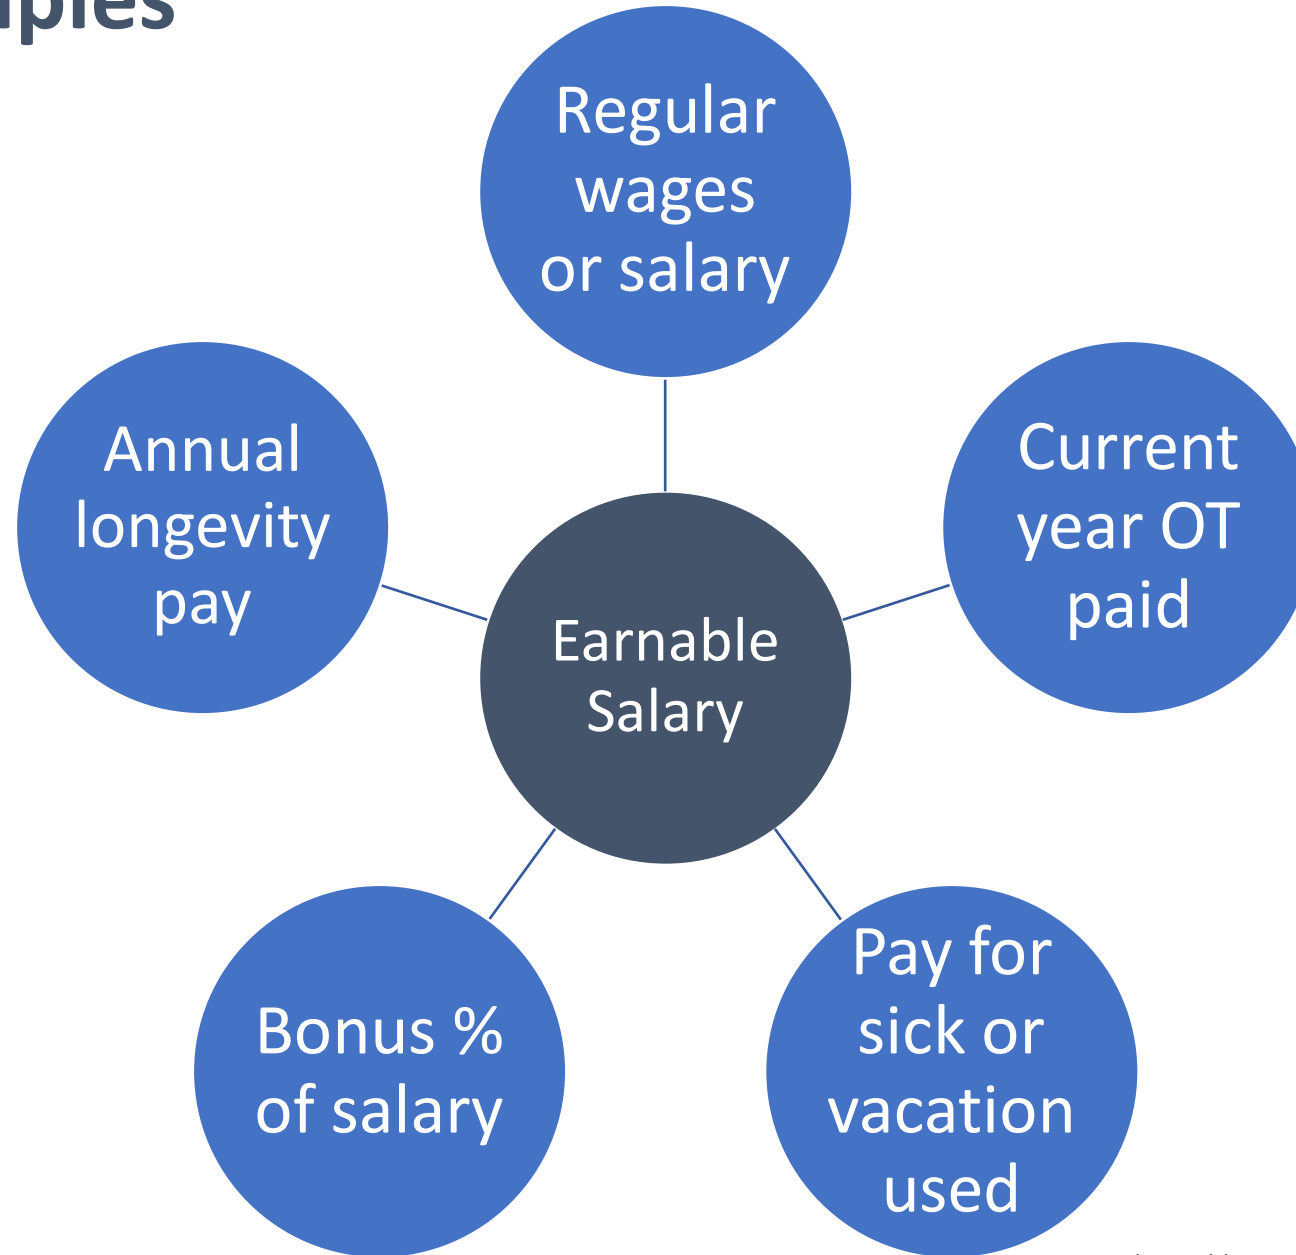 Regular
wages
or salary
Current
year OT
paid
Pay for
sick or
vacation
used
Bonus %
of salary
Annual
longevity
pay
Earnable
Salary